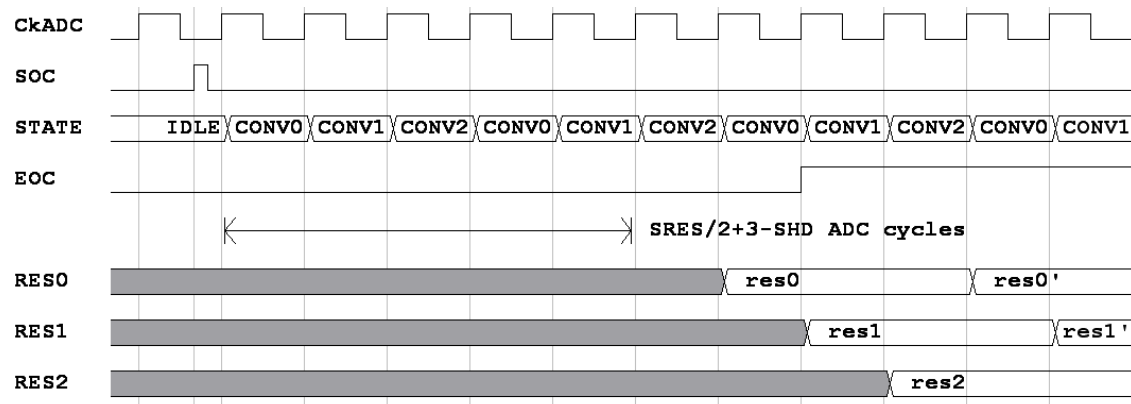 CkADC
SOC
STATE IDLE CONV0 CONV1 CONV2 CONV0 CONV1 CONV2 CONV0 CONV1 CONV2 CONV0 CONV1
EOC
SRES/2+3-SHD ADC cycles
RES0 res0 res0'
RES1 res1 res1'
RES2 res2